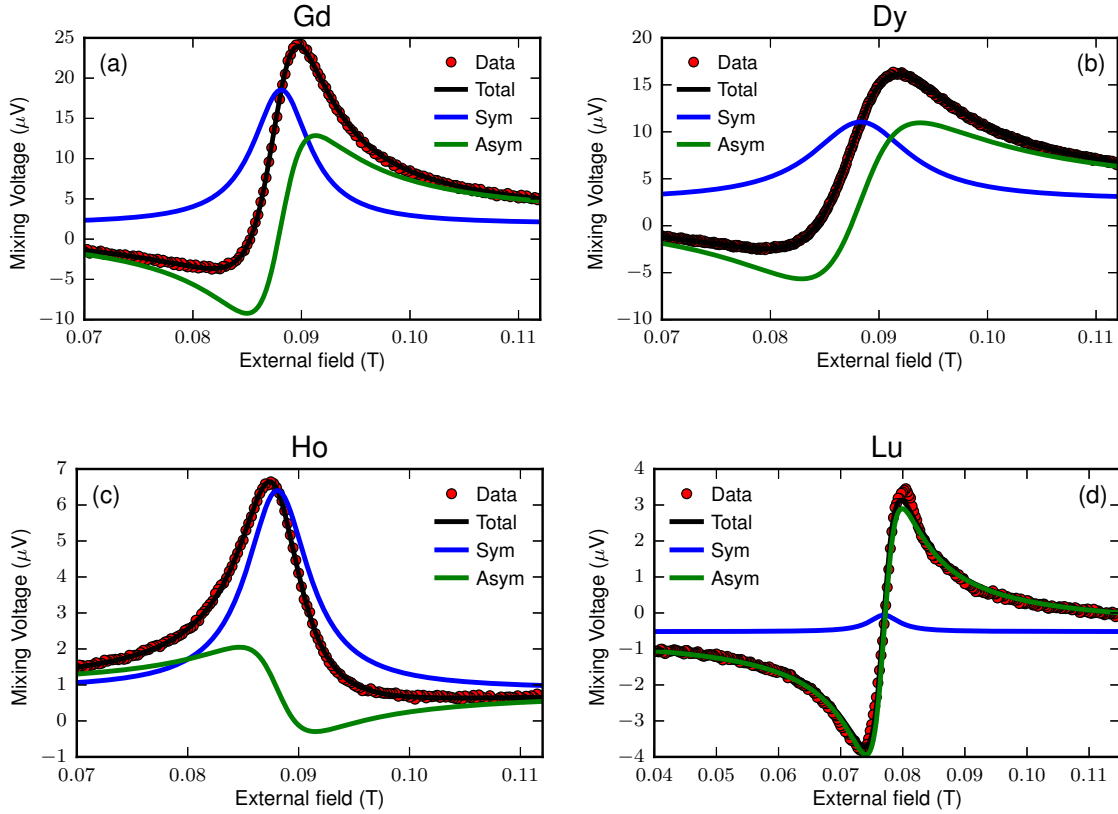 Gd
(a)
Data
Total
Sym
Asym
25
20
15
10
5
0
−5
−10
Mixing Voltage (μV)
0.07 0.08 0.09 0.10 0.11
External field (T)
Dy
(b)
Data
Total
Sym
Asym
20
15
10
5
0
−5
−10
Mixing Voltage (μV)
0.07 0.08 0.09 0.10 0.11
External field (T)
Ho
(c)
Data
Total
Sym
Asym
7
6
5
4
3
2
1
0
−1
Mixing Voltage (μV)
0.07 0.08 0.09 0.10 0.11
External field (T)
Lu
(d)
Data
Total
Sym
Asym
4
3
2
1
0
−1
−2
−3
−4
Mixing Voltage (μV)
0.04 0.05 0.06 0.07 0.08 0.09 0.10 0.11
External field (T)